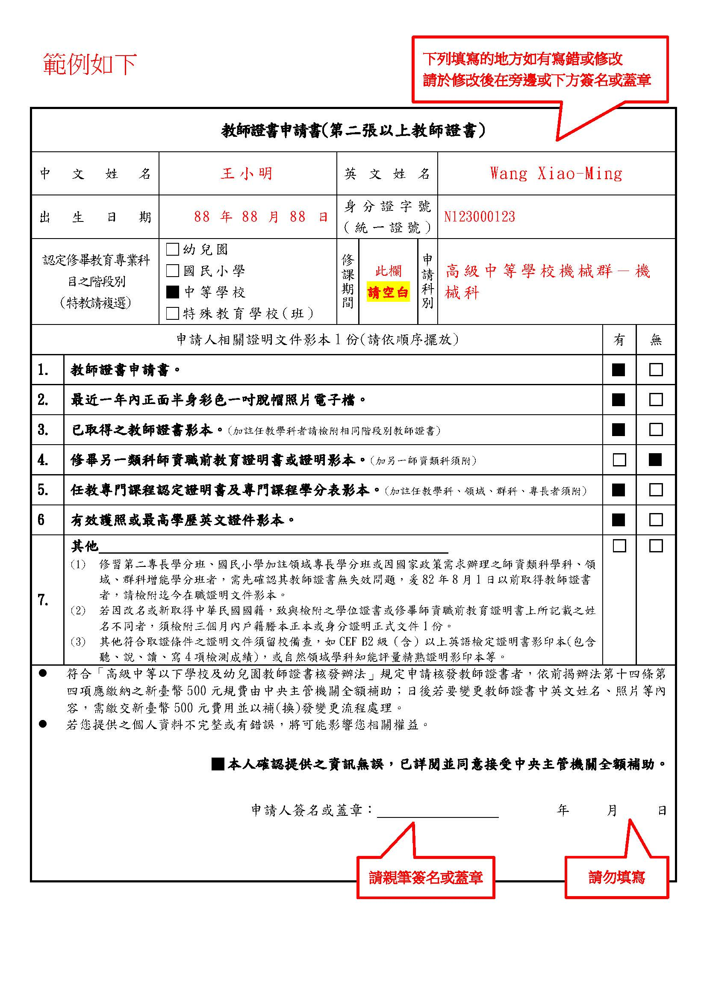 範例如下
下列填寫的地方如有寫錯或修改
請於修改後在旁邊或下方簽名或蓋章
教師證書申請書(第二張以上教師證書)
中文姓名 王小明 英文姓名 Wang Xiao-Ming
出生日期 88 年 88 月 88 日 身分證字號
(統一證號) N123000123
認定修畢教育專業科
目之階段別
(特教請複選)
□幼兒園
□國民小學
■中等學校
□特殊教育學校(班)
修課期間
此欄
請空白
申請科別
高級中等學校機械群－機
械科
申請人相關證明文件影本 1 份(請依順序擺放) 有 無
1. 教師證書申請書。 ■ □
2. 最近一年內正面半身彩色一吋脫帽照片電子檔。 ■ □
3. 已取得之教師證書影本。(加註任教學科者請檢附相同階段別教師證書) ■ □
4. 修畢另一類科師資職前教育證明書或證明影本。(加另一師資類科須附) □ ■
5. 任教專門課程認定證明書及專門課程學分表影本。(加註任教學科、領域、群科、專長者須附) ■ □
6 有效護照或最高學歷英文證件影本。 ■ □
7. 其他 □ □
(1) 修習第二專長學分班、國民小學加註領域專長學分班或因國家政策需求辦理之師資類科學科、領
域、群科增能學分班者，需先確認其教師證書無失效問題，爰 82 年 8 月 1 日以前取得教師證書
者，請檢附迄今在職證明文件影本。
(2) 若因改名或新取得中華民國國籍，致與檢附之學位證書或修畢師資職前教育證明書上所記載之姓
名不同者，須檢附三個月內戶籍謄本正本或身分證明正式文件 1 份。
(3) 其他符合取證條件之證明文件須留校備查，如 CEF B2 級（含）以上英語檢定證明書影印本(包含
聽、說、讀、寫 4 項檢測成績)，或自然領域學科知能評量精熟證明影印本等。
● 符合「高級中等以下學校及幼兒園教師證書核發辦法」規定申請核發教師證書者，依前揭辦法第十四條第
四項應繳納之新臺幣 500 元規費由中央主管機關全額補助；日後若要變更教師證書中英文姓名、照片等內
容，需繳交新臺幣 500 元費用並以補(換)發變更流程處理。
● 若您提供之個人資料不完整或有錯誤，將可能影響您相關權益。
■本人確認提供之資訊無誤，已詳閱並同意接受中央主管機關全額補助。
申請人簽名或蓋章： 年 月 日
請親筆簽名或蓋章
請勿填寫